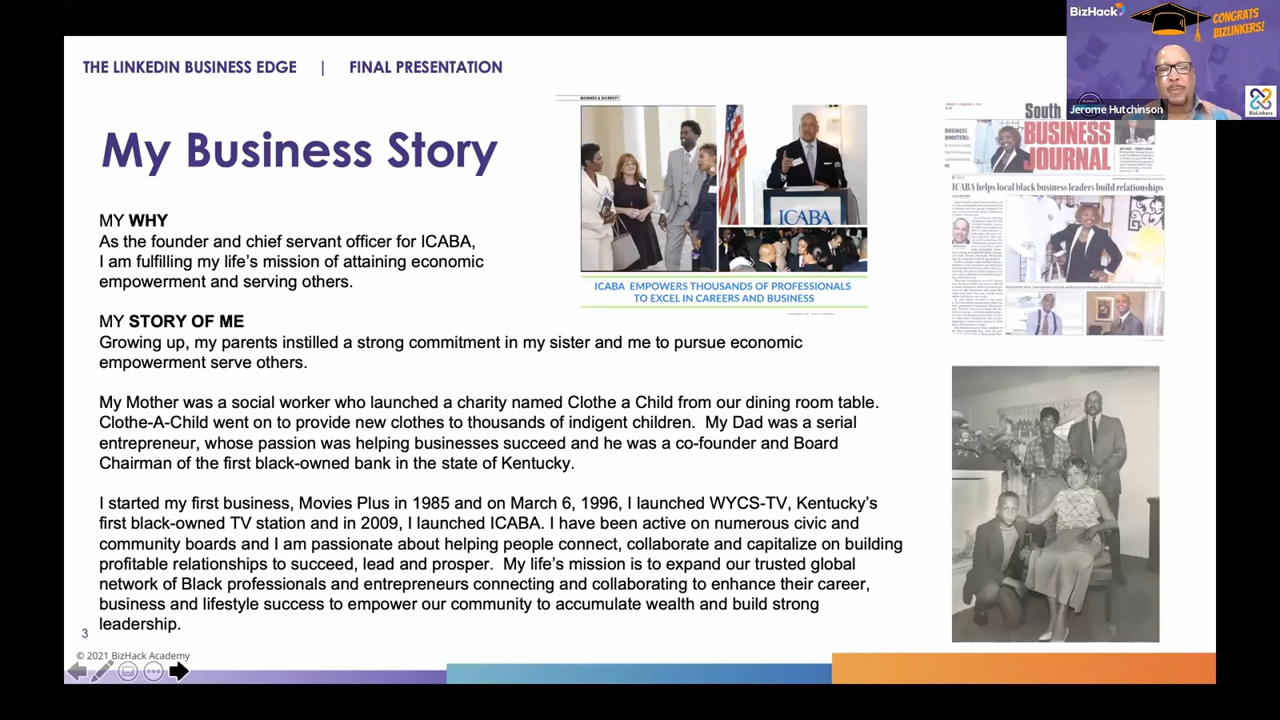 BizHack
CONGRATS
BIZLINKERS!
Jerome Hutchinson
BizLinkers
THE LINKEDIN BUSINESS EDGE | FINAL PRESENTATION
My Business Story
MY WHY
As the founder and chief servant officer for ICABA,
I am fulfilling my life's mission of attaining economic
empowerment and serving others.
MY STORY OF ME
Growing up, my parents instilled a strong commitment in my sister and me to pursue economic
empowerment serve others.
My Mother was a social worker who launched a charity named Clothe a Child from our dining room table.
Clothe-A-Child went on to provide new clothes to thousands of indigent children. My Dad was a serial
entrepreneur, whose passion was helping businesses succeed and he was a co-founder and Board
Chairman of the first black-owned bank in the state of Kentucky.
I started my first business, Movies Plus in 1985 and on March 6, 1996, I launched WYCS-TV, Kentucky's
first black-owned TV station and in 2009, I launched ICABA. I have been active on numerous civic and
community boards and I am passionate about helping people connect, collaborate and capitalize on building
profitable relationships to succeed, lead and prosper. My life's mission is to expand our trusted global
network of Black professionals and entrepreneurs connecting and collaborating to enhance their career,
business and lifestyle success to empower our community to accumulate wealth and build strong
leadership.
BUSINESS & DIVERSITY
ICABA
ICABA EMPOWERS THOUSANDS OF PROFESSIONALS
TO EXCEL IN CAREERS AND BUSINESS
South
BUSINESS
JOURNAL
BUSINESS
BOOSTERS:
ICABA helps local black business leaders build relationships
3
© 2021 BizHack Academy